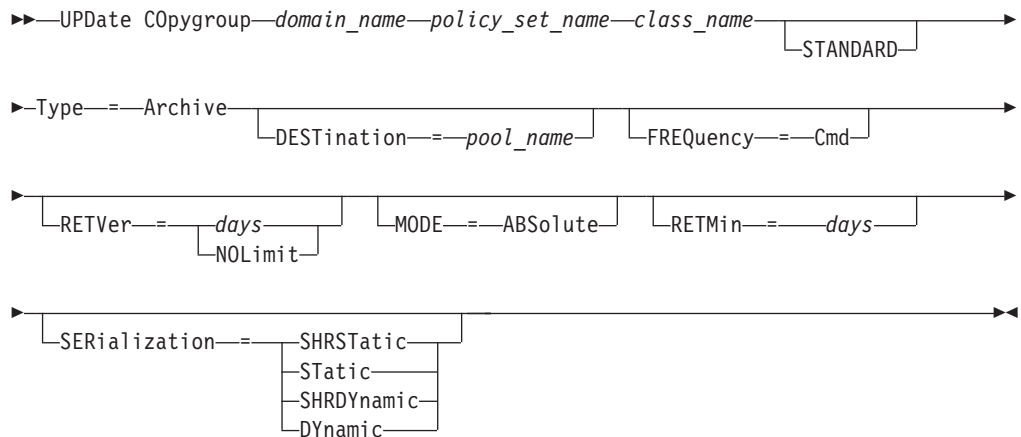 UPDate COpygroup domain_name policy_set_name class_name
STANDARD
Type = Archive
DESTination = pool_name
FREQuency = Cmd
RETVer = days
NOLimit
MODE = ABSolute
RETMin = days
SERialization = SHRSTatic
STatic
SHRDYnamic
DYnamic